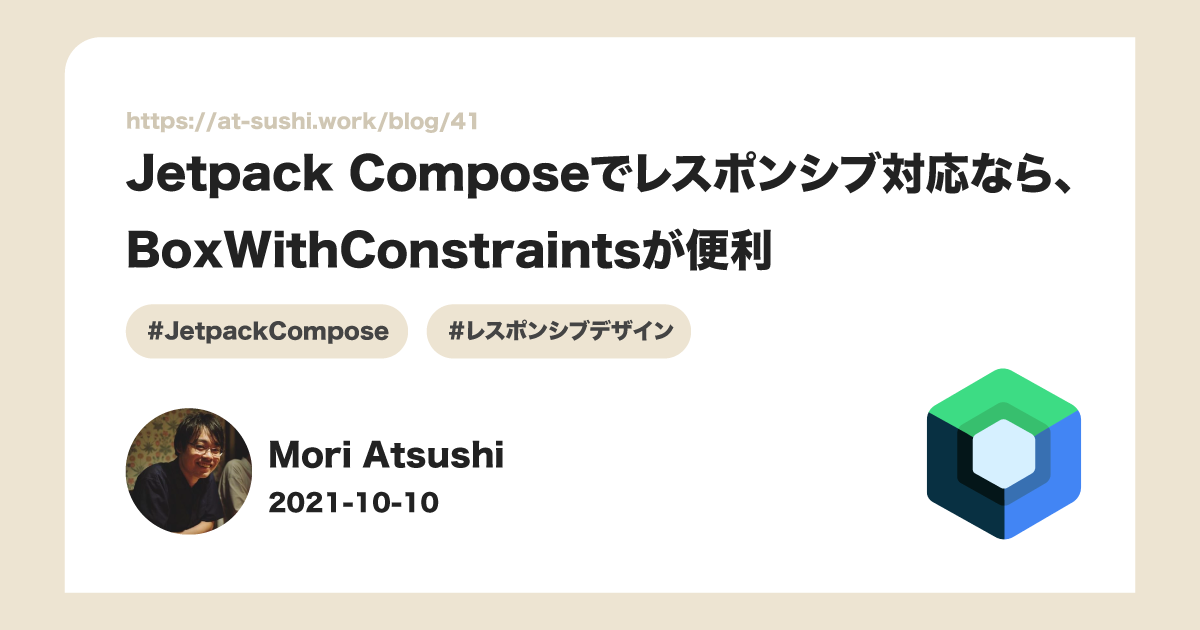 https://at-sushi.work/blog/41
Jetpack Composeでレスポンシブ対応なら、
BoxWithConstraintsが便利
#JetpackCompose #レスポンシブデザイン
Mori Atsushi
2021-10-10